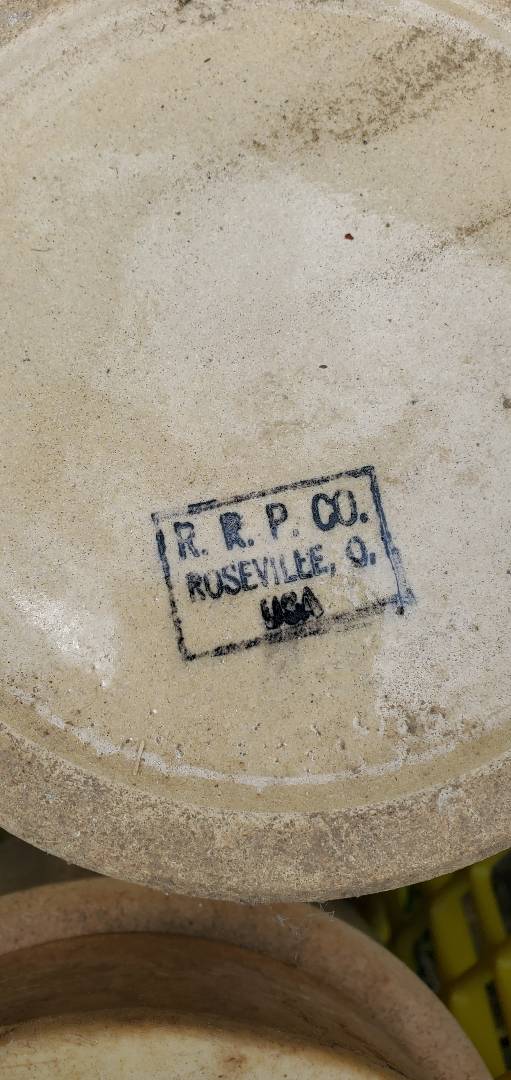 R. R. P. CO.
ROSEVILLE, O.
USA